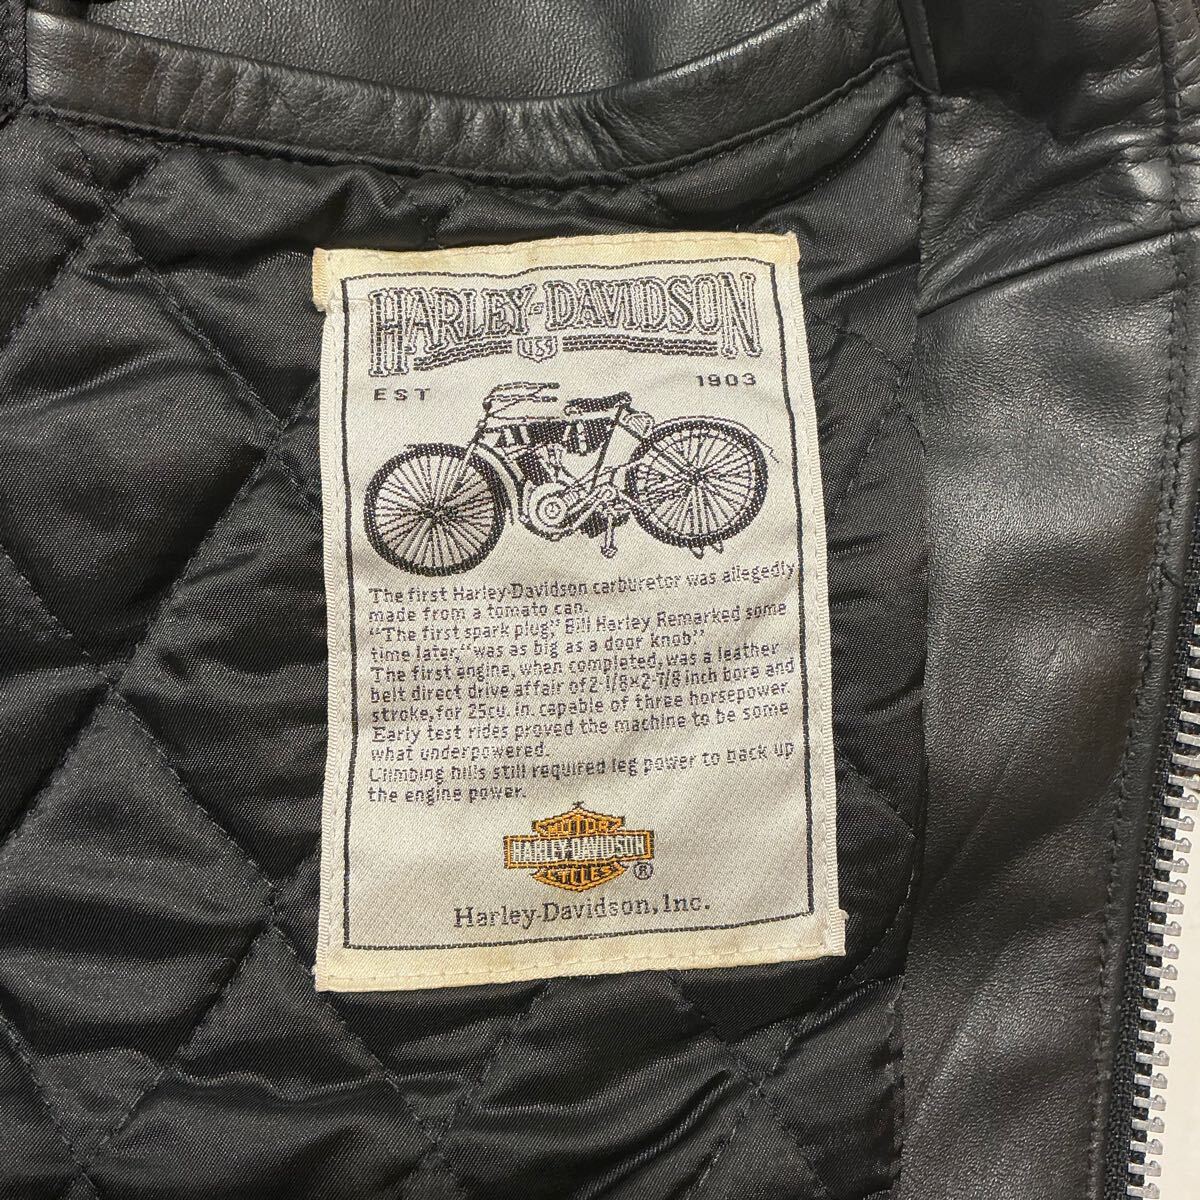 HARLEY-DAVIDSON
USA
EST 1903
The first Harley-Davidson carburetor was allegedly
made from a tomato can.
"The first spark plug," Bill Harley Remarked some
time later, "was as big as a door knob"
The first engine, when completed, was a leather
belt direct drive affair of 2-1/8×2-7/8 inch bore and
stroke, for 25cu. in. capable of three horsepower.
Early test rides proved the machine to be some
what underpowered.
Climbing hills still required leg power to back up
the engine power.
MOTOR
HARLEY-DAVIDSON
CYCLES
®
Harley-Davidson, Inc.